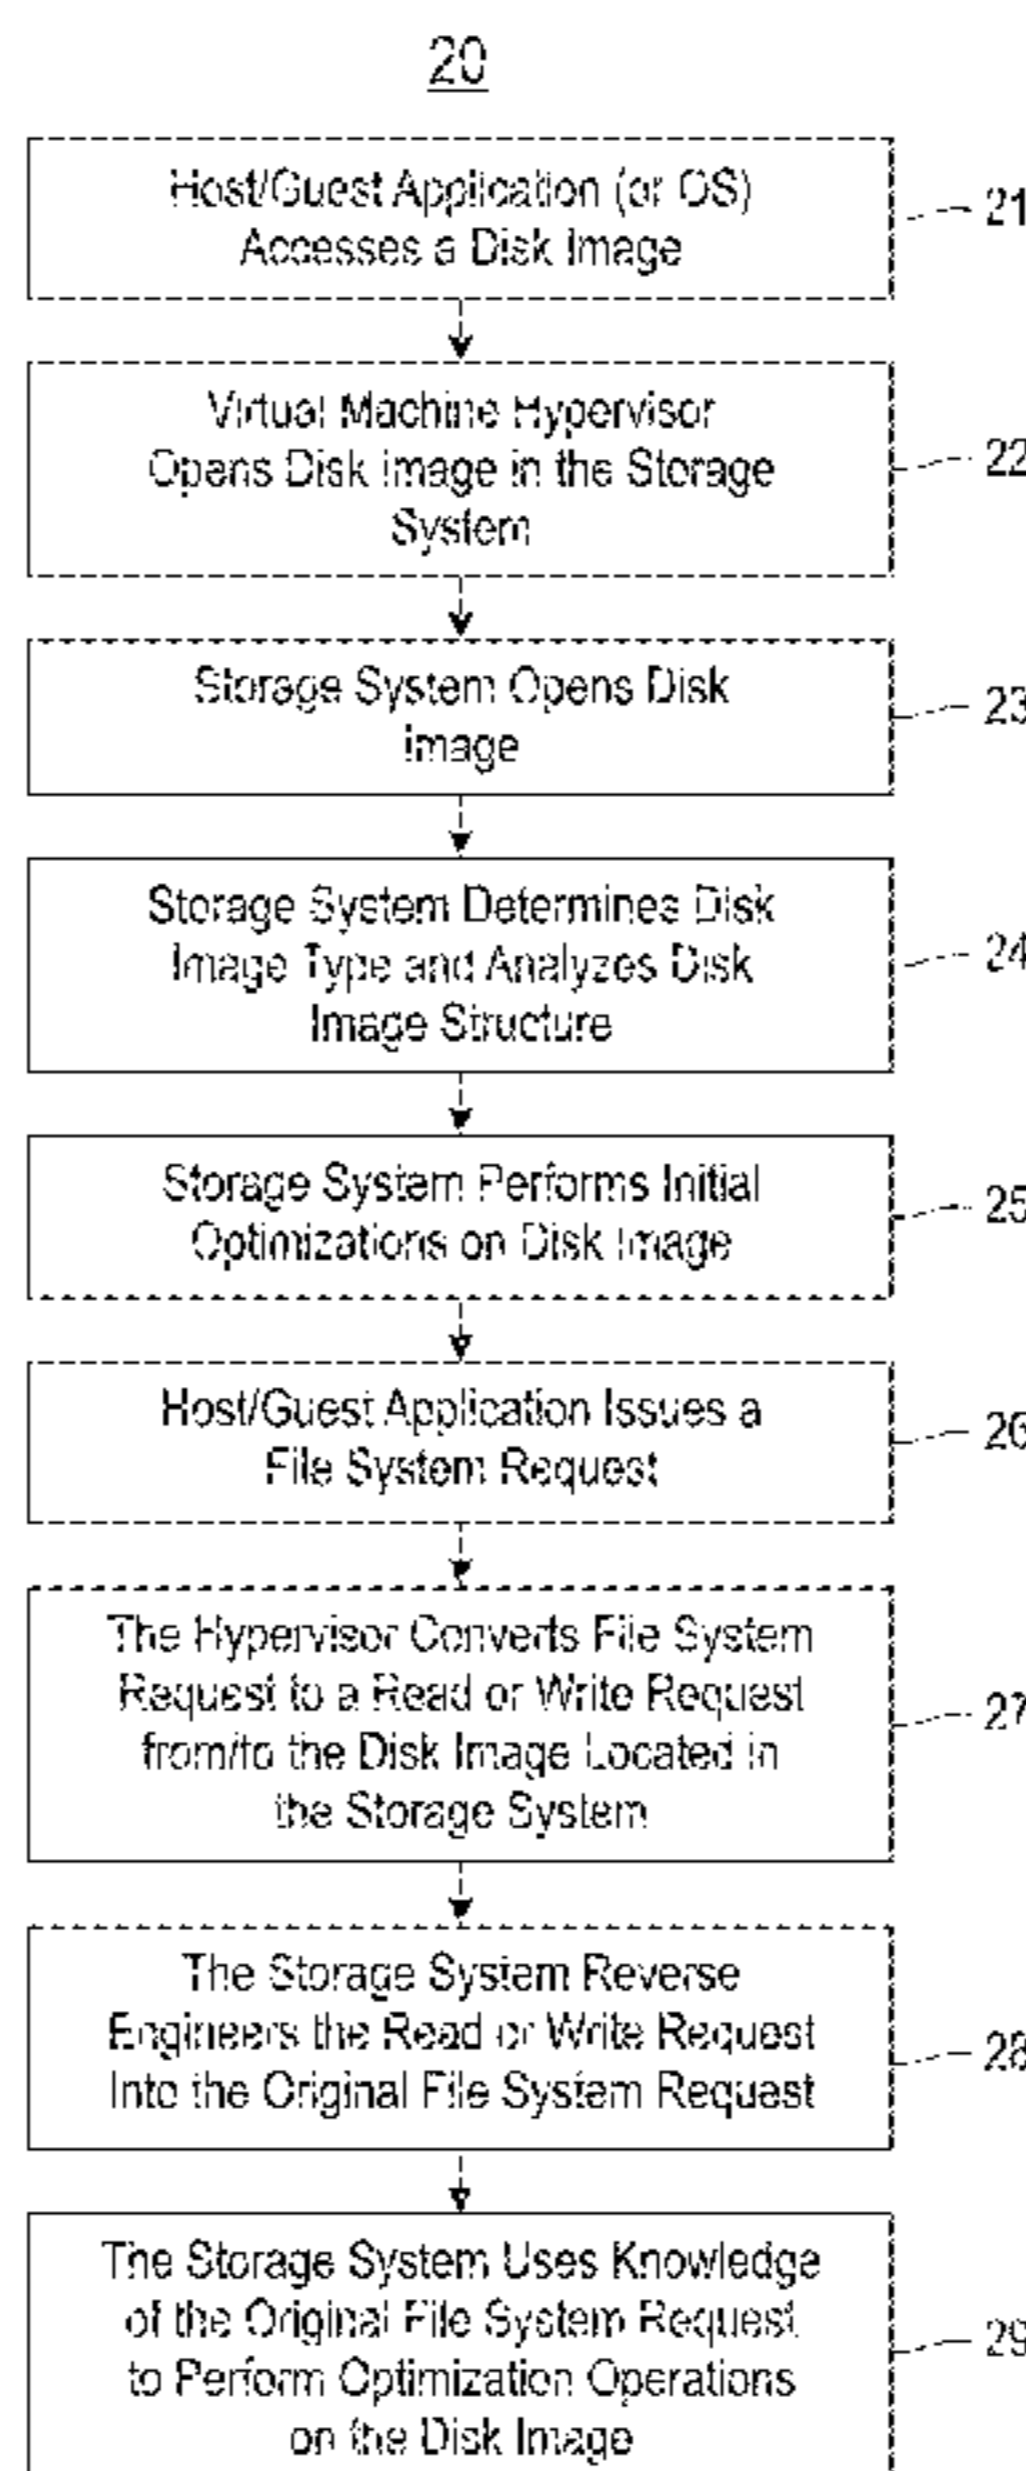 20
Host/Guest Application (or OS)
Accesses a Disk Image
21
Virtual Machine Hypervisor
Opens Disk Image in the Storage
System
22
Storage System Opens Disk
Image
23
Storage System Determines Disk
Image Type and Analyzes Disk
Image Structure
24
Storage System Performs Initial
Optimizations on Disk Image
25
Host/Guest Application Issues a
File System Request
26
The Hypervisor Converts File System
Request to a Read or Write Request
from/to the Disk Image Located in
the Storage System
27
The Storage System Reverse
Engineers the Read or Write Request
Into the Original File System Request
28
The Storage System Uses Knowledge
of the Original File System Request
to Perform Optimization Operations
on the Disk Image
29